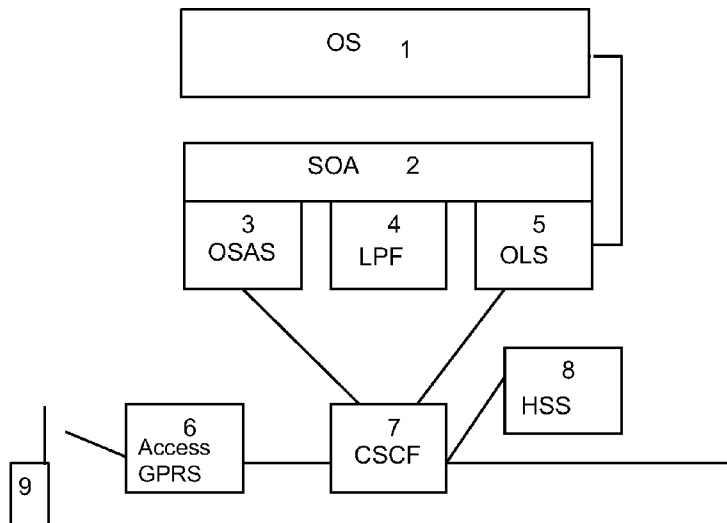 OS 1
SOA 2
3
OSAS
4
LPF
5
OLS
8
HSS
6
Access
GPRS
7
CSCF
9